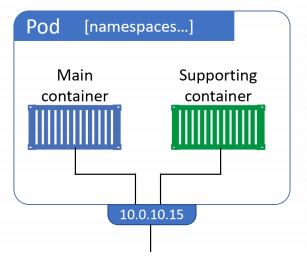 Pod [namespaces...]
Main
container
Supporting
container
10.0.10.15